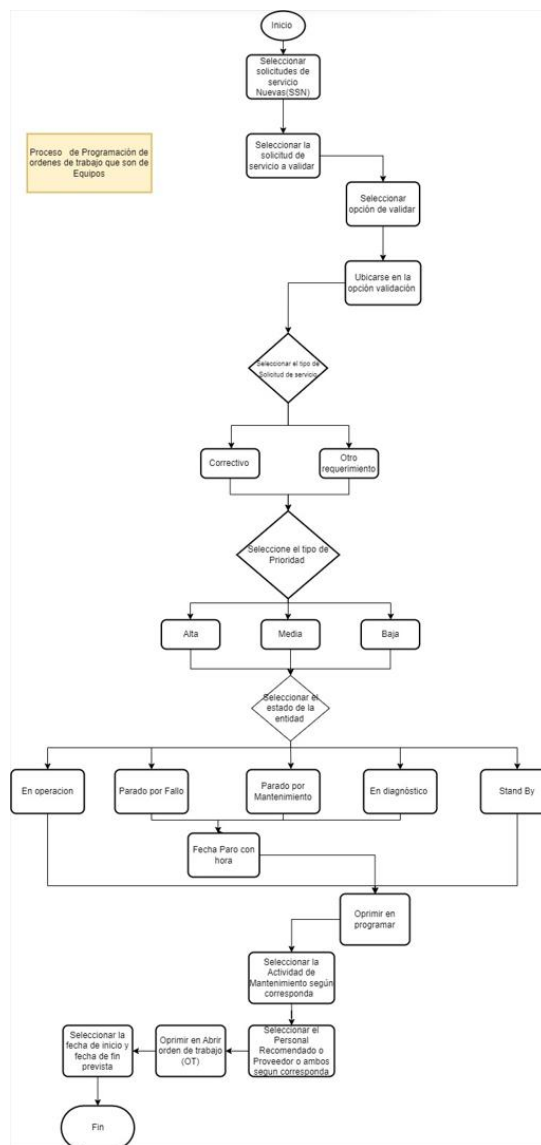 Inicio
Seleccionar
solicitudes de
servicio
Nuevas(SSN)
Proceso de Programación de
ordenes de trabajo que son de
Equipos
Seleccionar la
solicitud de
servicio a validar
Seleccionar
opción de validar
Ubicarse en la
opción validación
Seleccionar el tipo de
Solicitud de servicio
Correctivo
Otro
requerimiento
Seleccione el tipo de
Prioridad
Alta
Media
Baja
Seleccionar el
estado de la
entidad
En operacion
Parado por Fallo
Parado por
Mantenimiento
En diagnóstico
Stand By
Fecha Paro con
hora
Oprimir en
programar
Seleccionar la
Actividad de
Mantenimiento según
corresponda
Seleccionar el
Personal
Recomendado o
Proveedor o ambos
segun corresponda
Oprimir en Abrir
orden de trabajo
(OT)
Seleccionar la
fecha de inicio y
fecha de fin
prevista
Fin